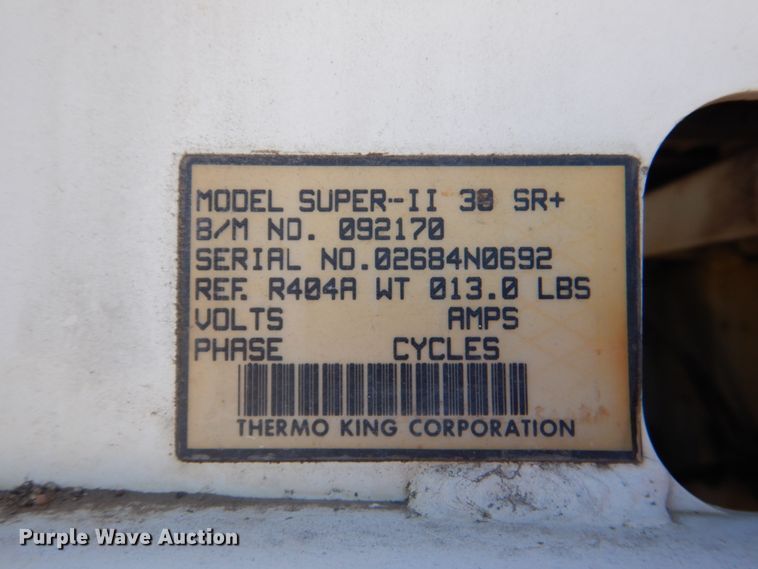 MODEL SUPER-II 30 SR+
B/M NO. 092170
SERIAL NO.02684N0692
REF. R404A WT 013.0 LBS
VOLTS AMPS
PHASE CYCLES
THERMO KING CORPORATION
Purple Wave Auction